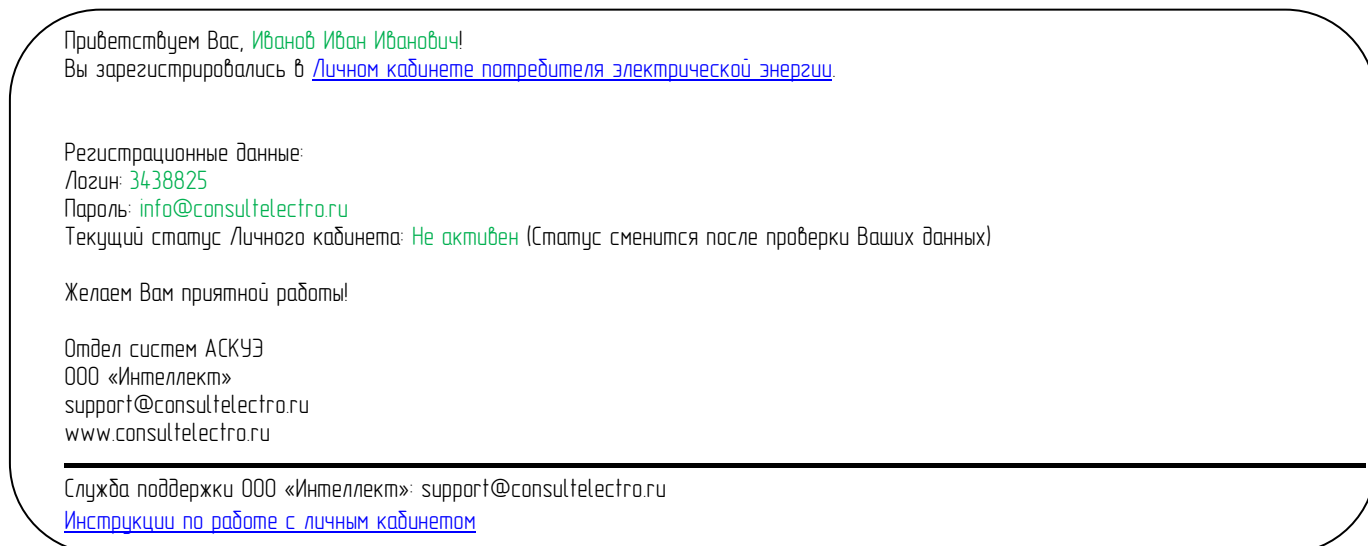 Приветствуем Вас, Иванов Иван Иванович!
Вы зарегистрировались в Личном кабинете потребителя электрической энергии.
Регистрационные данные:
Логин: 3438825
Пароль: info@consultelectro.ru
Текущий статус Личного кабинета: Не активен (Статус сменится после проверки Ваших данных)
Желаем Вам приятной работы!
Отдел систем АСКУЭ
ООО «Интеллект»
support@consultelectro.ru
www.consultelectro.ru
Служба поддержки ООО «Интеллект»: support@consultelectro.ru
Инструкции по работе с личным кабинетом